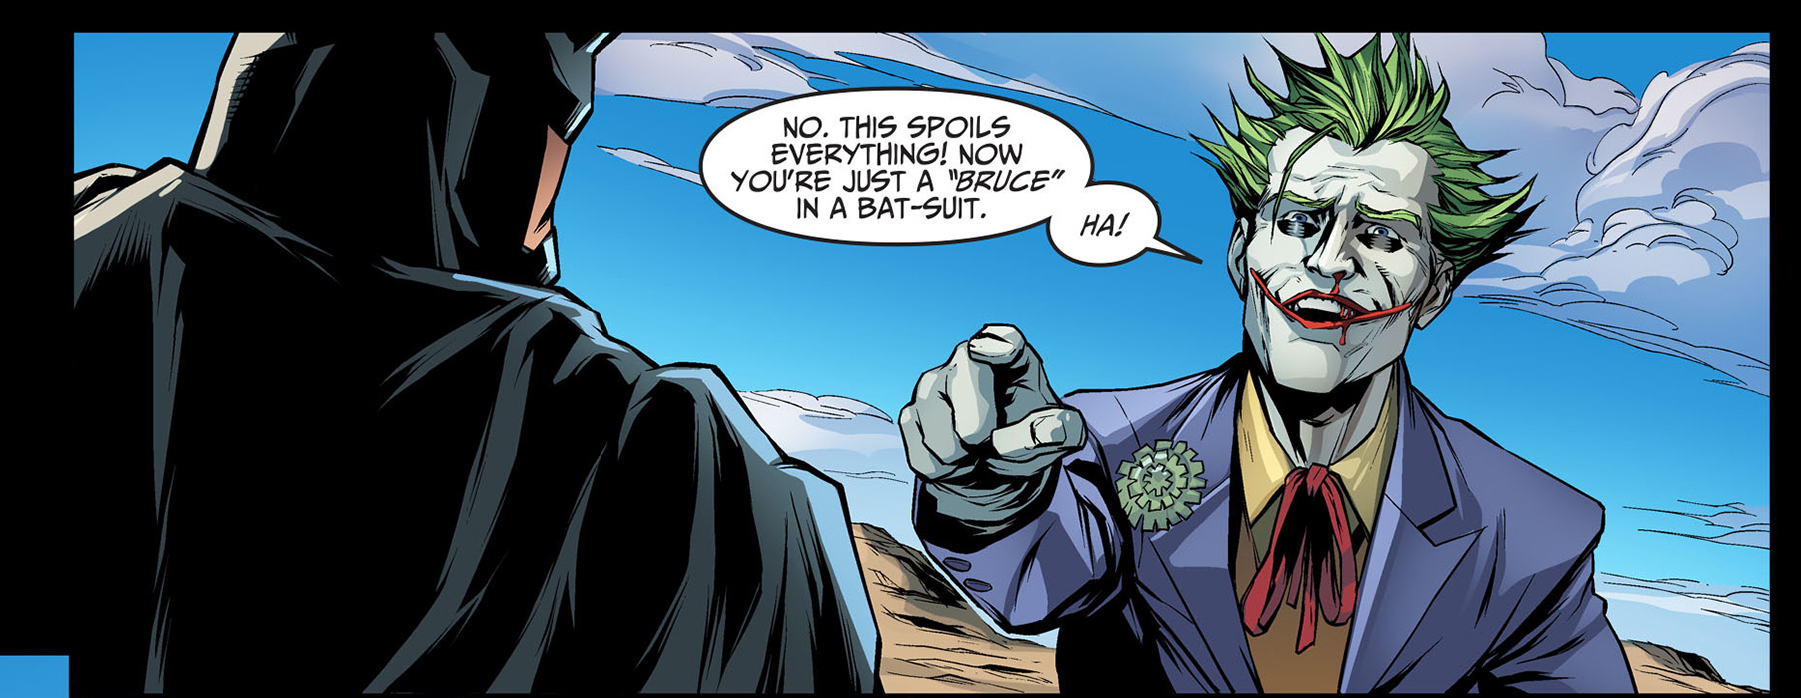 NO. THIS SPOILS
EVERYTHING! NOW
YOU'RE JUST A "BRUCE"
IN A BAT-SUIT.
HA!